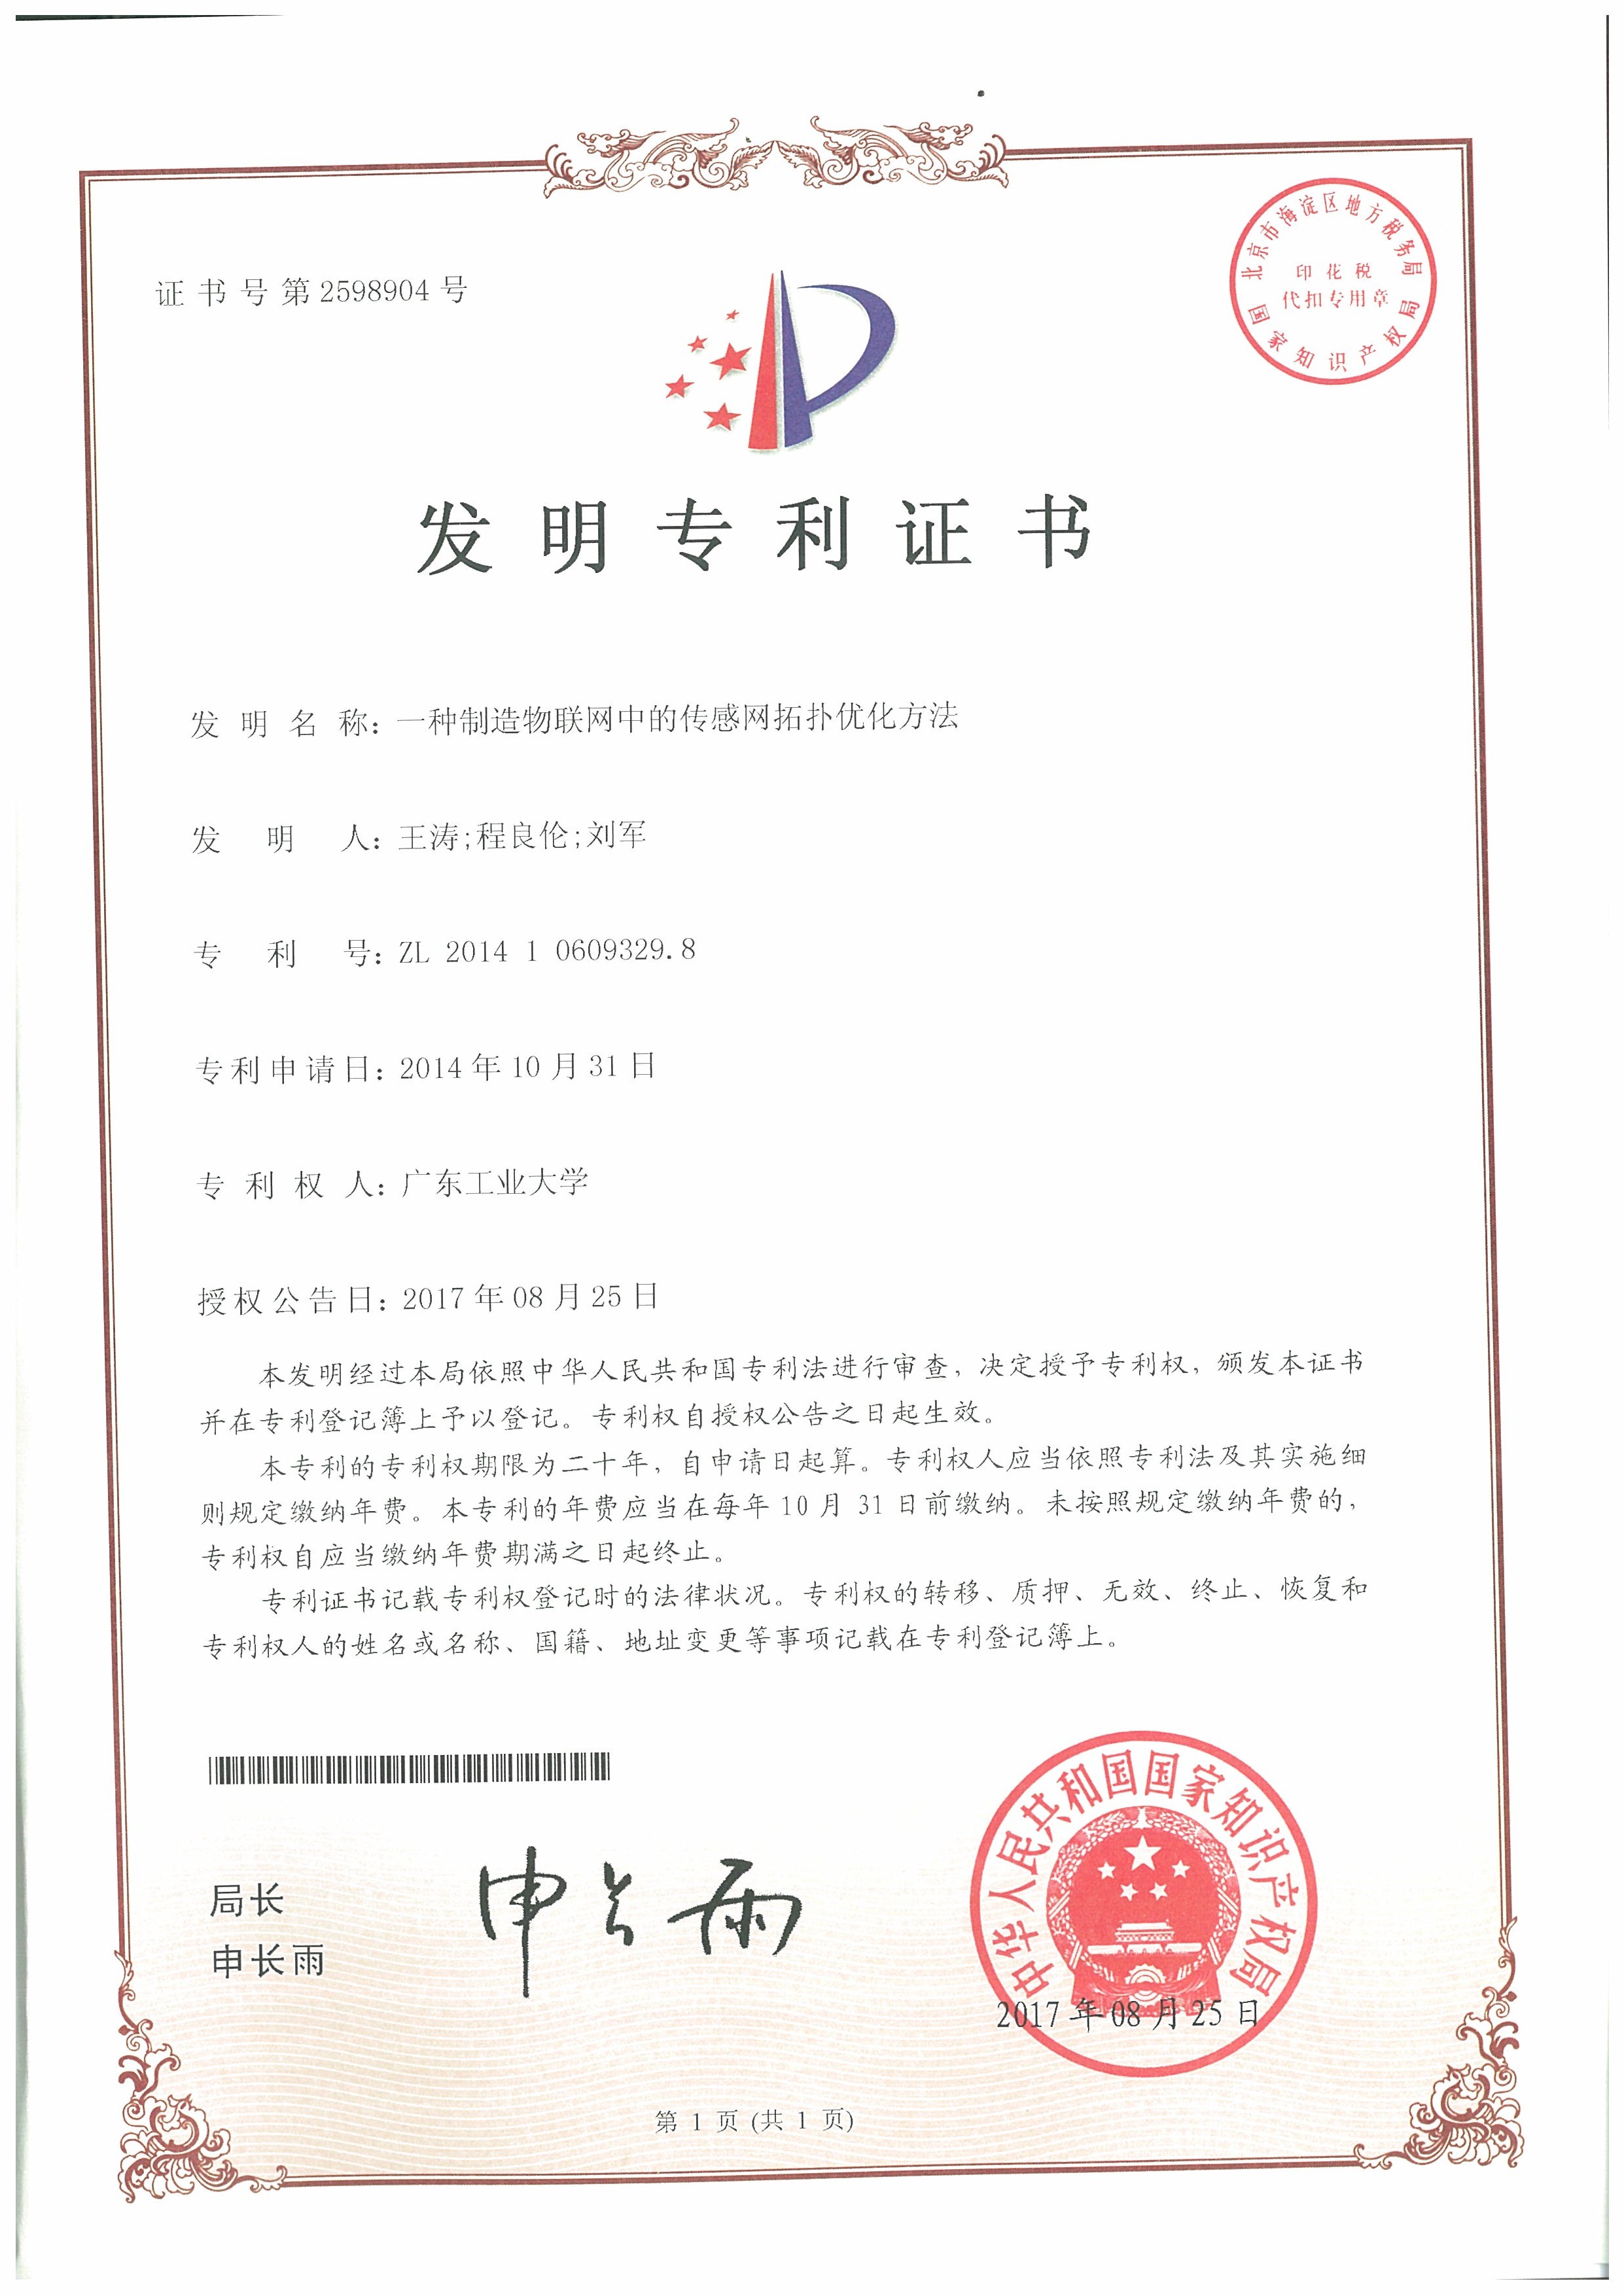 证书号第2598904号
北京市海淀区地方税务局
印花税
代扣专用章
国家知识产权局
发明专利证书
发明名称：一种制造物联网中的传感网拓扑优化方法
发明人：王涛;程良伦;刘军
专利号：ZL 2014 1 0609329.8
专利申请日：2014年10月31日
专利权人：广东工业大学
授权公告日：2017年08月25日
本发明经过本局依照中华人民共和国专利法进行审查，决定授予专利权，颁发本证书
并在专利登记簿上予以登记。专利权自授权公告之日起生效。
本专利的专利权期限为二十年，自申请日起算。专利权人应当依照专利法及其实施细
则规定缴纳年费。本专利的年费应当在每年10月31日前缴纳。未按照规定缴纳年费的，
专利权自应当缴纳年费期满之日起终止。
专利证书记载专利权登记时的法律状况。专利权的转移、质押、无效、终止、恢复和
专利权人的姓名或名称、国籍、地址变更等事项记载在专利登记簿上。
局长
申长雨
申长雨
中华人民共和国国家知识产权局
2017年08月25日
第 1 页 (共 1 页)